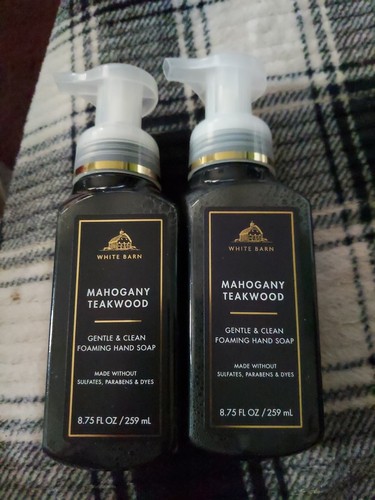 WHITE BARN
MAHOGANY
TEAKWOOD
GENTLE & CLEAN
FOAMING HAND SOAP
MADE WITHOUT
SULFATES, PARABENS & DYES
8.75 FL OZ / 259 mL
WHITE BARN
MAHOGANY
TEAKWOOD
GENTLE & CLEAN
FOAMING HAND SOAP
MADE WITHOUT
SULFATES, PARABENS & DYES
8.75 FL OZ / 259 mL